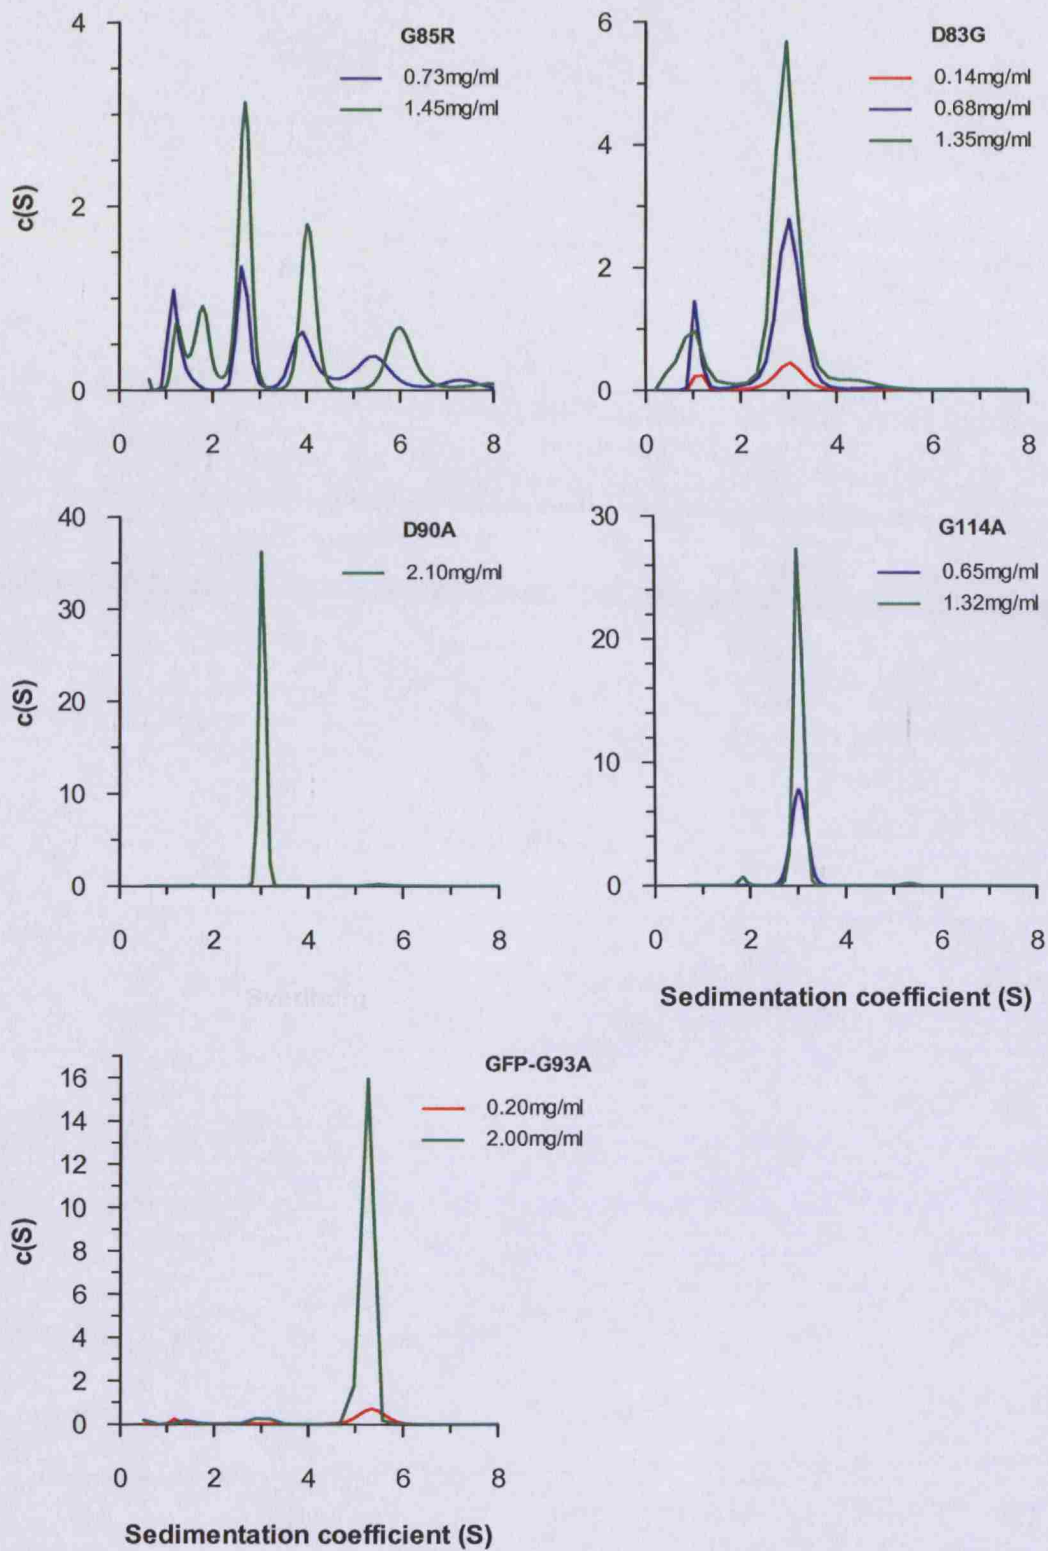 G85R
0.73mg/ml
1.45mg/ml
c(S)
4
2
0
0 2 4 6 8
D83G
0.14mg/ml
0.68mg/ml
1.35mg/ml
6
4
2
0
0 2 4 6 8
D90A
2.10mg/ml
c(S)
40
30
20
10
0
0 2 4 6 8
G114A
0.65mg/ml
1.32mg/ml
30
20
10
0
0 2 4 6 8
Svedberg
Sedimentation coefficient (S)
GFP-G93A
0.20mg/ml
2.00mg/ml
c(S)
16
14
12
10
8
6
4
2
0
0 2 4 6 8
Sedimentation coefficient (S)